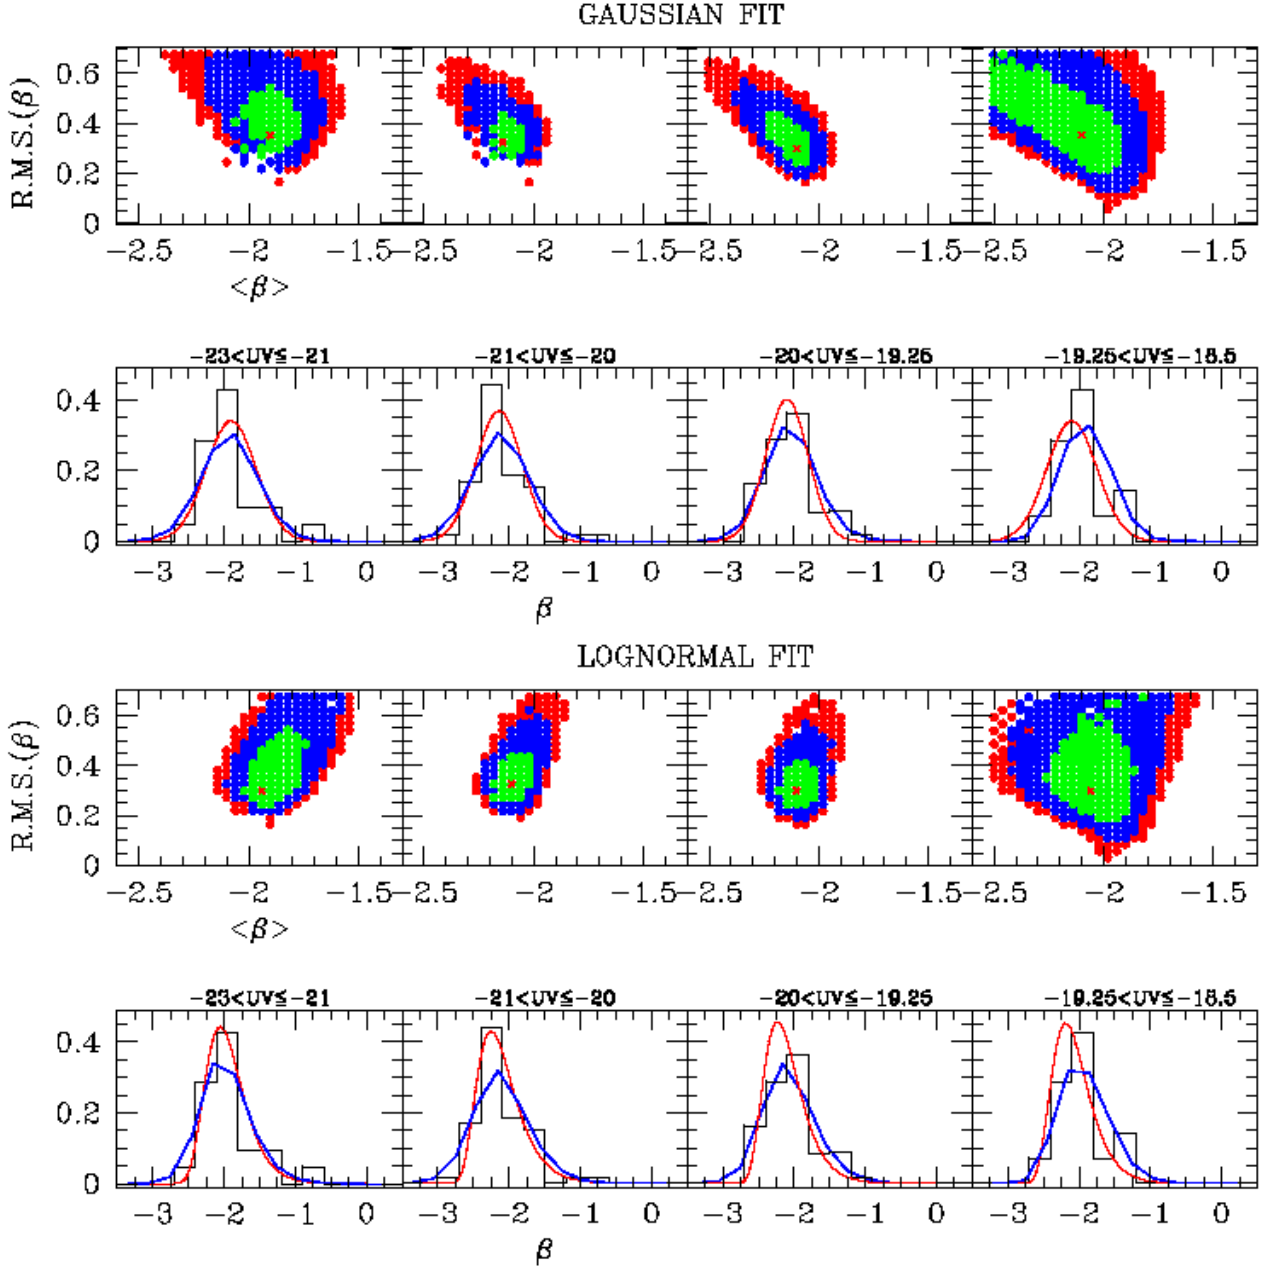 GAUSSIAN FIT
R.M.S.(β)
0.6
0.4
0.2
0
−2.5 −2 −1.5 −2.5 −2 −1.5 −2.5 −2 −1.5 −2.5 −2 −1.5
<β>
−23<UV≦−21 −21<UV≦−20 −20<UV≦−19.25 −19.25<UV≦−18.5
0.4
0.2
0
−3 −2 −1 0 −3 −2 −1 0 −3 −2 −1 0 −3 −2 −1 0
β
LOGNORMAL FIT
R.M.S.(β)
0.6
0.4
0.2
0
−2.5 −2 −1.5 −2.5 −2 −1.5 −2.5 −2 −1.5 −2.5 −2 −1.5
<β>
−23<UV≦−21 −21<UV≦−20 −20<UV≦−19.25 −19.25<UV≦−18.5
0.4
0.2
0
−3 −2 −1 0 −3 −2 −1 0 −3 −2 −1 0 −3 −2 −1 0
β